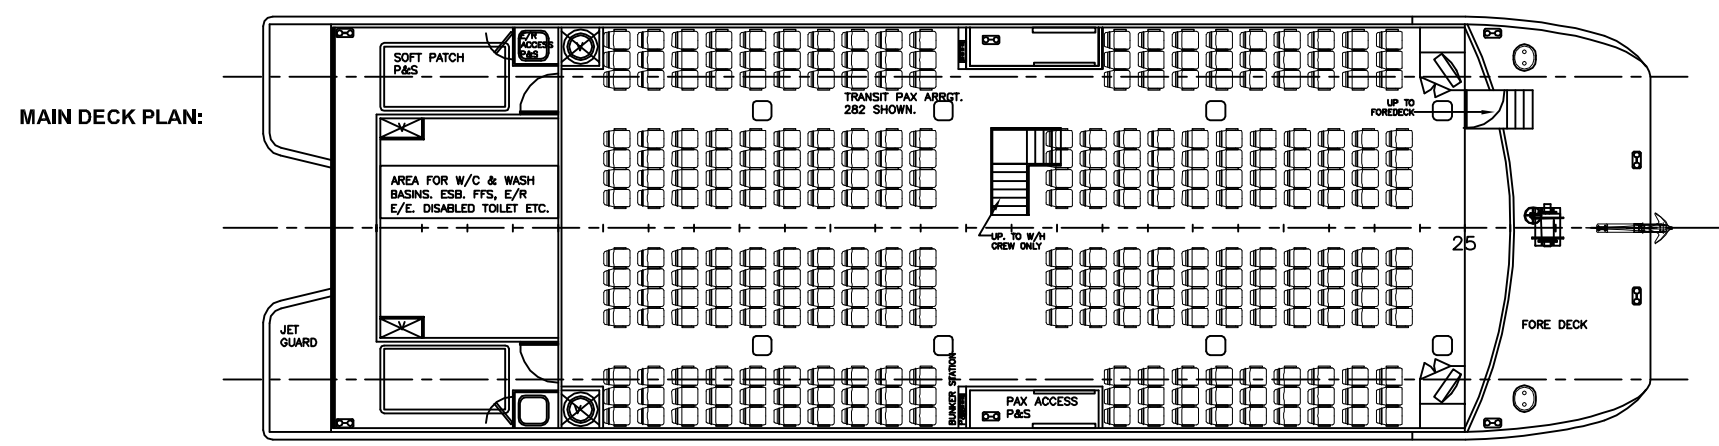 MAIN DECK PLAN:
SOFT PATCH
P&S
E/R
ACCESS
P&S
TRANSIT PAX ARRGT.
282 SHOWN.
UP TO
FOREDECK
V
AREA FOR W/C & WASH
BASINS. ESB. FFS, E/R
E/E. DISABLED TOILET ETC.
UP. TO W/H
CREW ONLY
25
V
JET
GUARD
FORE DECK
BUNKER STATION
PAX ACCESS
P&S